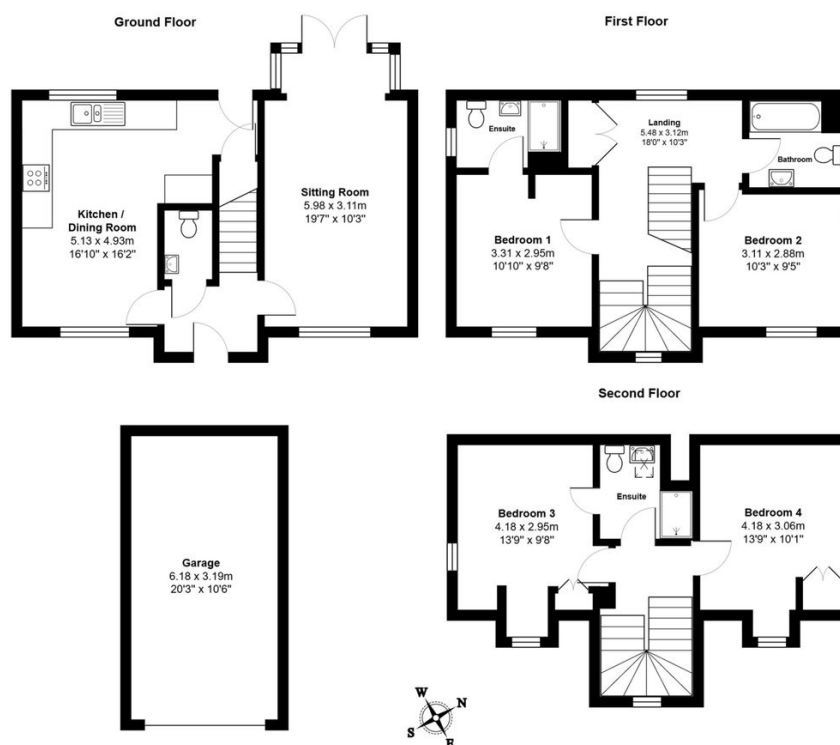 Ground Floor
First Floor
Kitchen /
Dining Room
5.13 x 4.93m
16'10" x 16'2"
Sitting Room
5.98 x 3.11m
19'7" x 10'3"
Ensuite
Landing
5.48 x 3.12m
18'0" x 10'3"
Bathroom
Bedroom 1
3.31 x 2.95m
10'10" x 9'8"
Bedroom 2
3.11 x 2.88m
10'3" x 9'5"
Second Floor
Garage
6.18 x 3.19m
20'3" x 10'6"
Bedroom 3
4.18 x 2.95m
13'9" x 9'8"
Ensuite
Bedroom 4
4.18 x 3.06m
13'9" x 10'1"
W
N
S
E